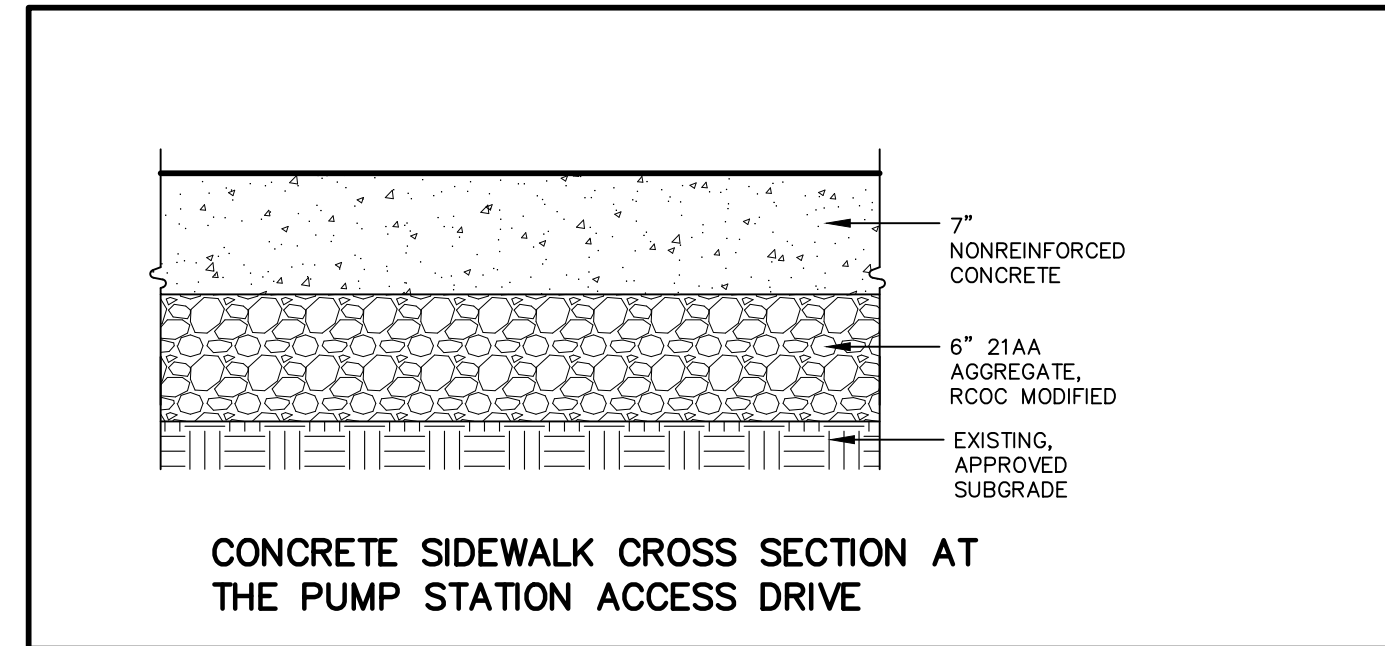 7”
NONREINFORCED
CONCRETE
6” 21AA
AGGREGATE,
RCOC MODIFIED
EXISTING,
APPROVED
SUBGRADE
CONCRETE SIDEWALK CROSS SECTION AT
THE PUMP STATION ACCESS DRIVE